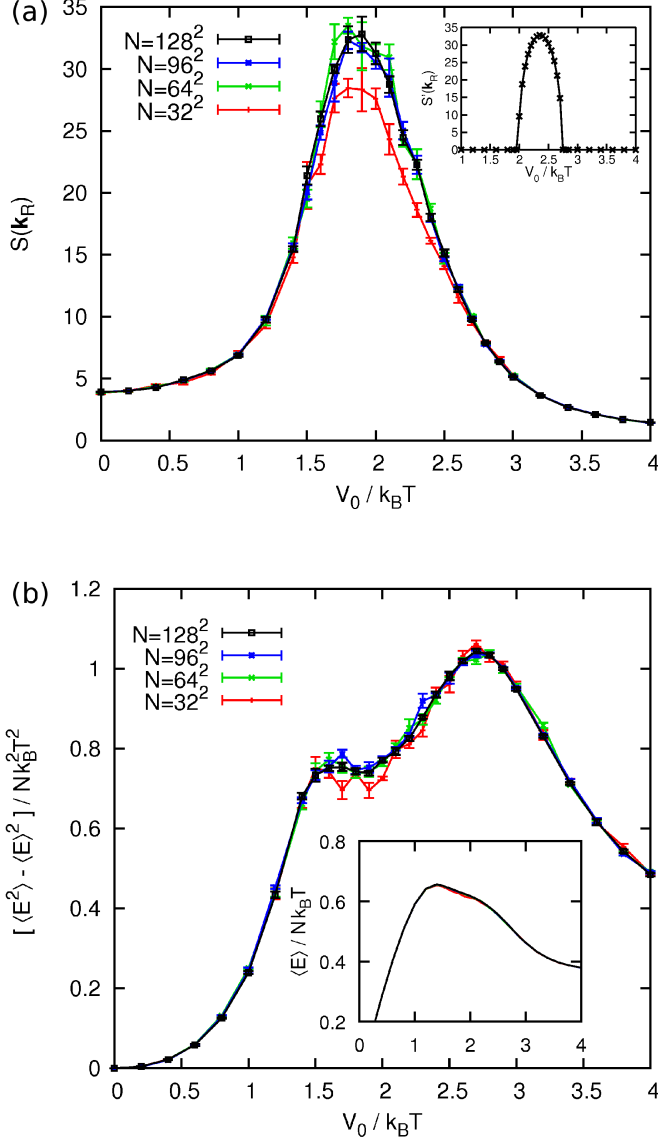 (a)
N=128²
N=96²
N=64²
N=32²
S(k_R)
35
30
25
20
15
10
5
0
0 0.5 1 1.5 2 2.5 3 3.5 4
V₀ / k_BT
S'(k_R)
35
30
25
20
15
10
5
0
1 1.5 2 2.5 3 3.5 4
V₀ / k_BT
(b)
N=128²
N=96²
N=64²
N=32²
[⟨E²⟩ - ⟨E⟩²] / Nk_B²T²
1.2
1
0.8
0.6
0.4
0.2
0
0 0.5 1 1.5 2 2.5 3 3.5 4
V₀ / k_BT
⟨E⟩ / Nk_BT
0.8
0.6
0.4
0.2
0 1 2 3 4